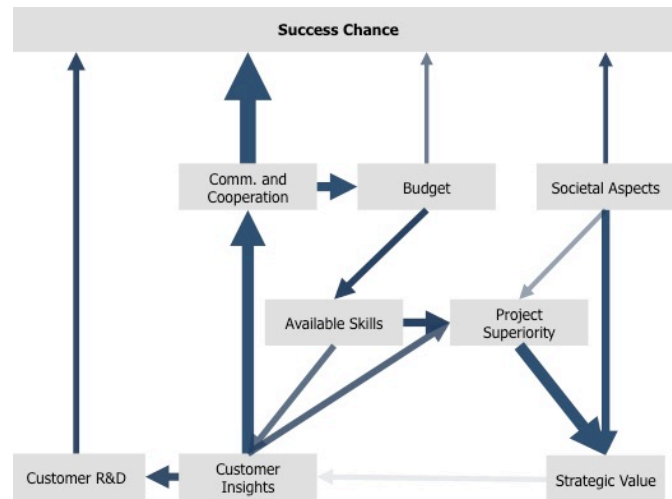 Success Chance
Comm. and
Cooperation
Budget
Societal Aspects
Available Skills
Project
Superiority
Customer R&D
Customer
Insights
Strategic Value